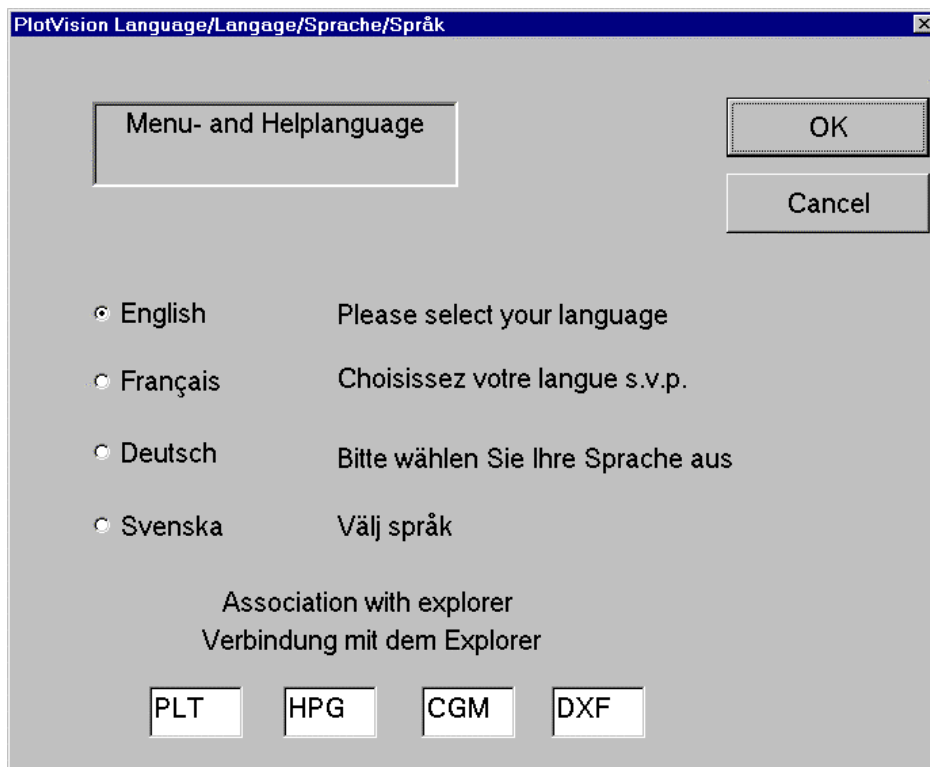 PlotVision Language/Langage/Sprache/Språk
Menu- and Helplanguage
OK
Cancel
English Please select your language
Français Choisissez votre langue s.v.p.
Deutsch Bitte wählen Sie Ihre Sprache aus
Svenska Välj språk
Association with explorer
Verbindung mit dem Explorer
PLT HPG CGM DXF